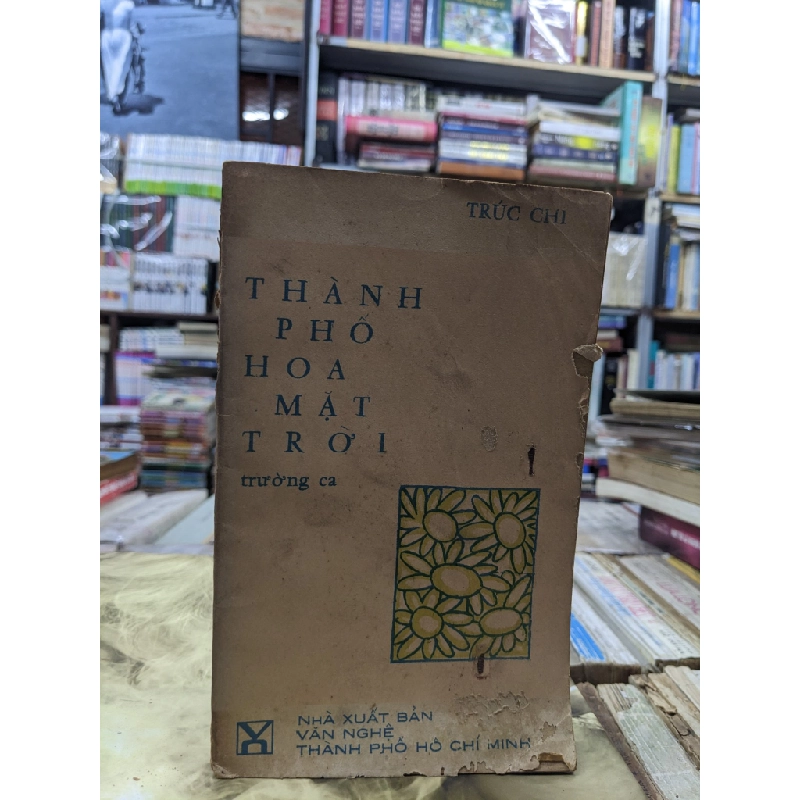 TRÚC CHI
THÀNH
PHỐ
HOA
MẶT
TRỜI
trường ca
NHÀ XUẤT BẢN
VĂN NGHỆ
THÀNH PHỐ HỒ CHÍ MINH